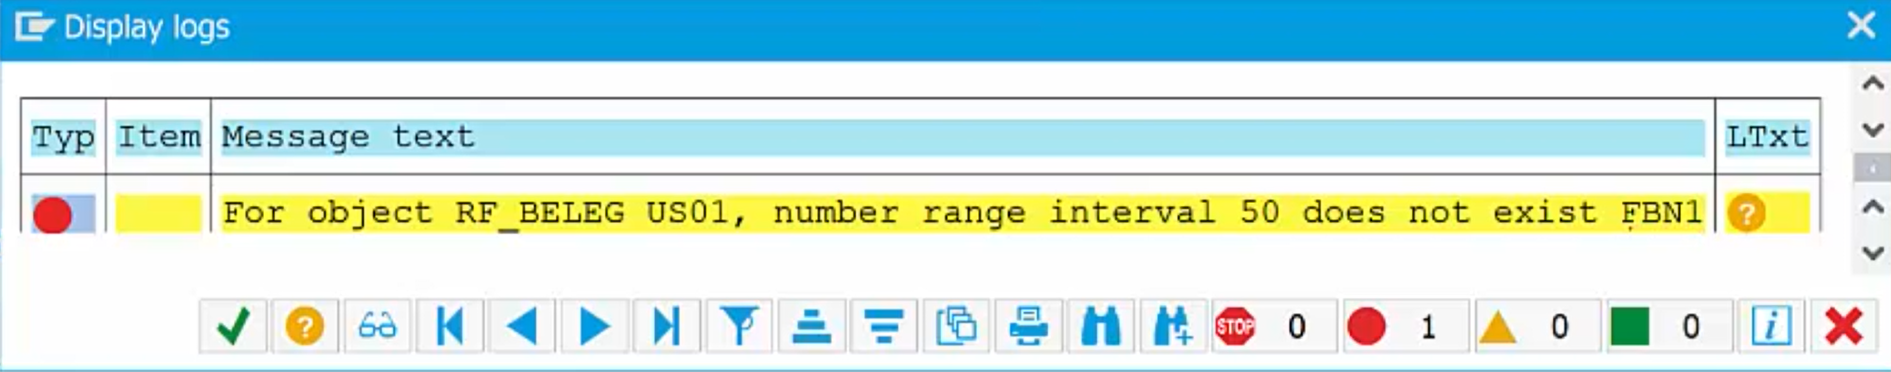 Display logs
Typ Item Message text LTxt
For object RF_BELEG US01, number range interval 50 does not exist FBN1 ?
? STOP 0 1 0 0 i